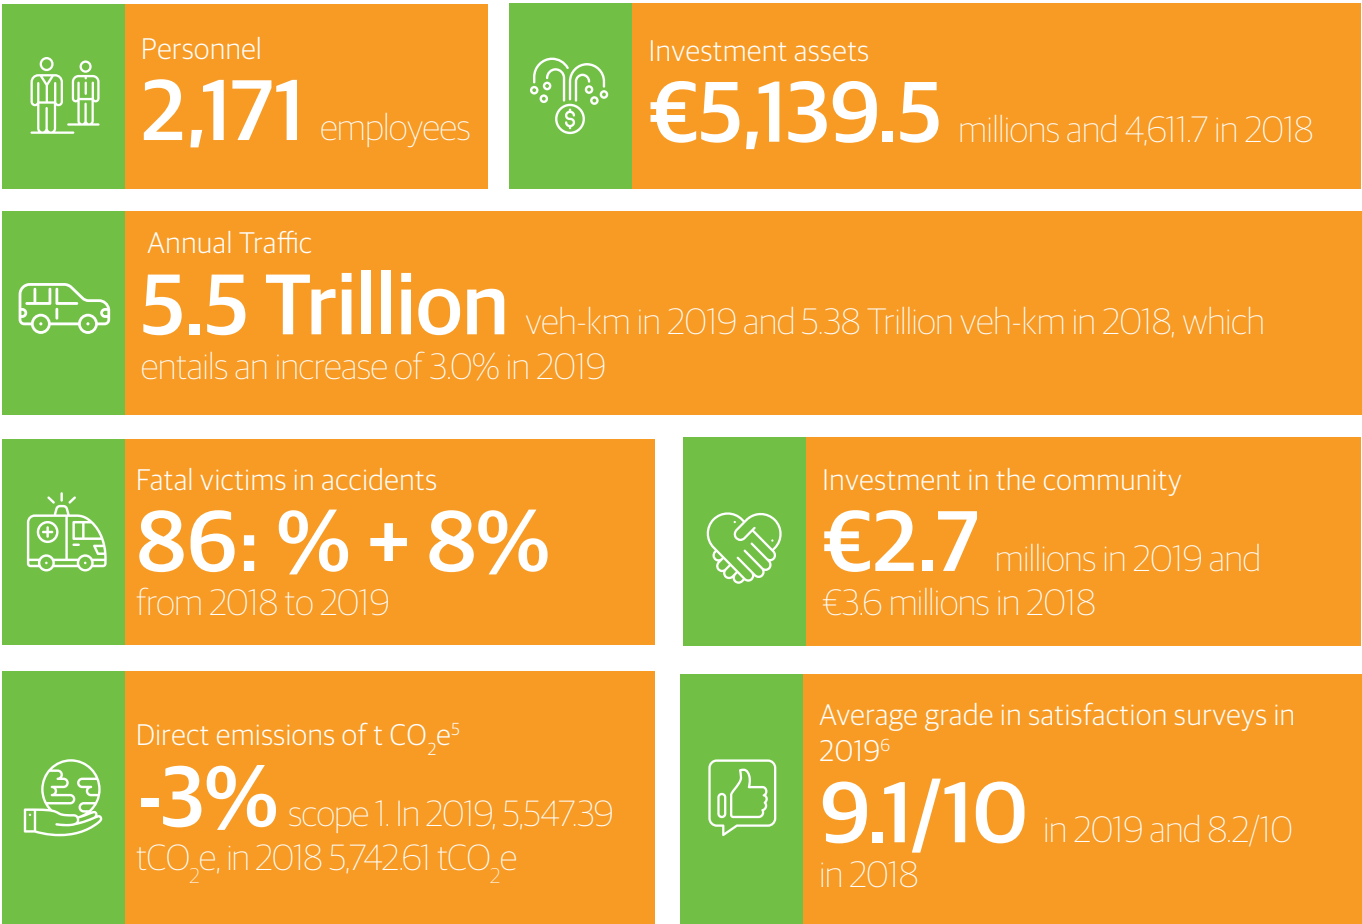 Personnel
2,171 employees
Investment assets
€5,139.5 millions and 4,611.7 in 2018
Annual Traffic
5.5 Trillion veh-km in 2019 and 5.38 Trillion veh-km in 2018, which
entails an increase of 3.0% in 2019
Fatal victims in accidents
86: % + 8%
from 2018 to 2019
Investment in the community
€2.7 millions in 2019 and
€3.6 millions in 2018
Direct emissions of t CO₂e⁵
-3% scope 1. In 2019, 5,547.39
tCO₂e, in 2018 5,742.61 tCO₂e
Average grade in satisfaction surveys in
2019⁶
9.1/10 in 2019 and 8.2/10
in 2018